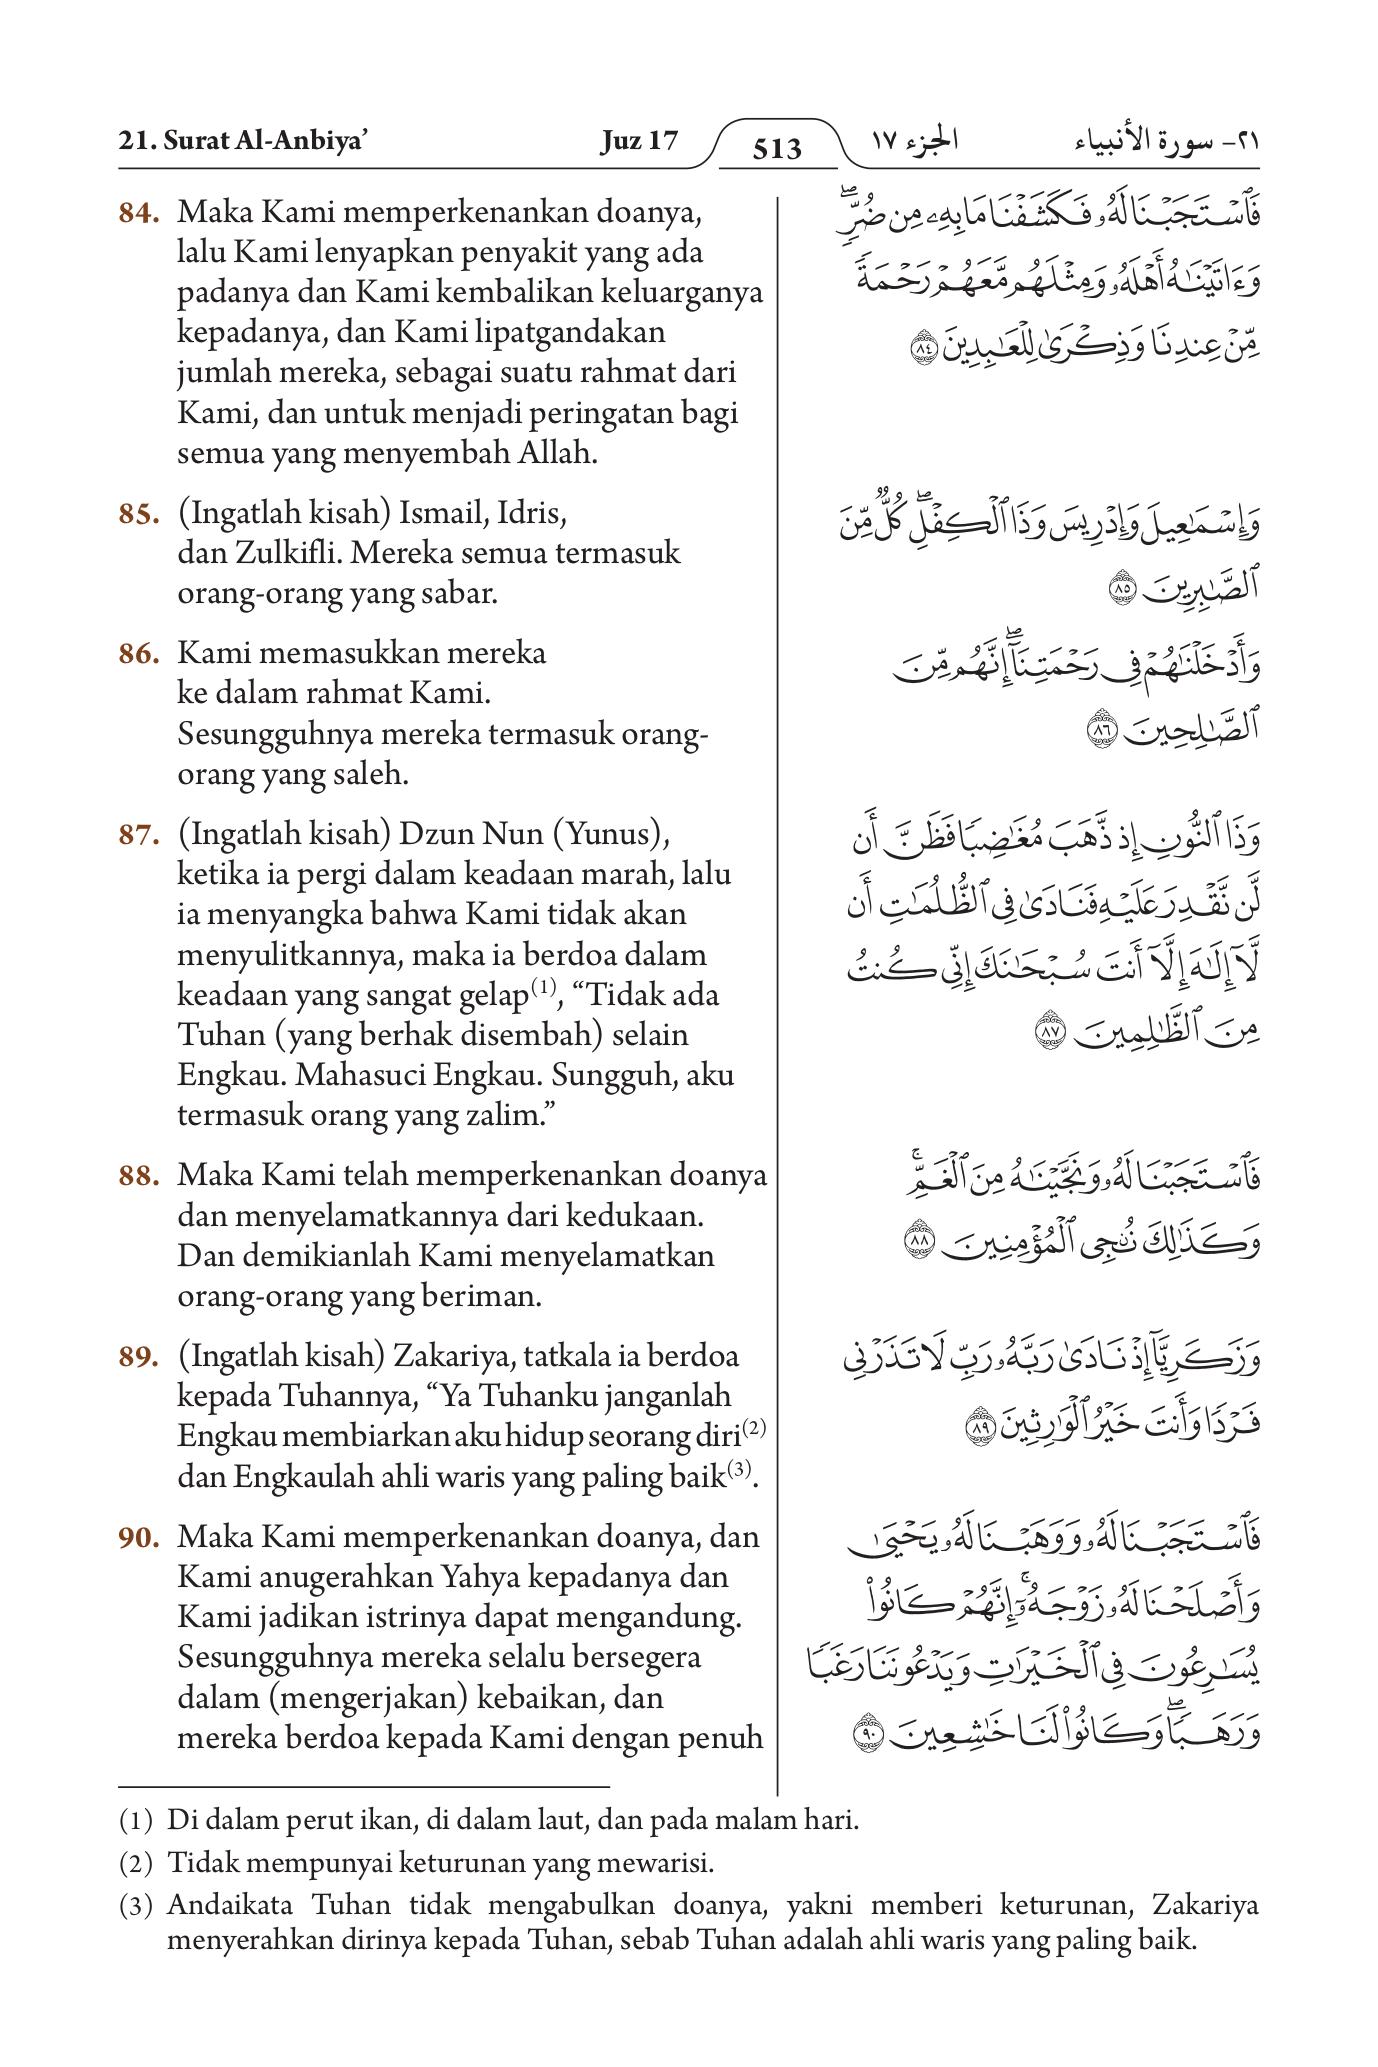 21. Surat Al-Anbiya’
Juz 17
513
الجزء ١٧
٢١- سورة الأنبياء
84. Maka Kami memperkenankan doanya,
lalu Kami lenyapkan penyakit yang ada
padanya dan Kami kembalikan keluarganya
kepadanya, dan Kami lipatgandakan
jumlah mereka, sebagai suatu rahmat dari
Kami, dan untuk menjadi peringatan bagi
semua yang menyembah Allah.
فَٱسْتَجَبْنَا لَهُۥ فَكَشَفْنَا مَا بِهِۦ مِن ضُرٍّۖ
وَءَاتَيْنَٰهُ أَهْلَهُۥ وَمِثْلَهُم مَّعَهُمْ رَحْمَةً
مِّنْ عِندِنَا وَذِكْرَىٰ لِلْعَٰبِدِينَ ٨٤
85. (Ingatlah kisah) Ismail, Idris,
dan Zulkifli. Mereka semua termasuk
orang-orang yang sabar.
وَإِسْمَٰعِيلَ وَإِدْرِيسَ وَذَا ٱلْكِفْلِۖ كُلٌّ مِّنَ
ٱلصَّٰبِرِينَ ٨٥
86. Kami memasukkan mereka
ke dalam rahmat Kami.
Sesungguhnya mereka termasuk orang-
orang yang saleh.
وَأَدْخَلْنَٰهُمْ فِى رَحْمَتِنَآۖ إِنَّهُم مِّنَ
ٱلصَّٰلِحِينَ ٨٦
87. (Ingatlah kisah) Dzun Nun (Yunus),
ketika ia pergi dalam keadaan marah, lalu
ia menyangka bahwa Kami tidak akan
menyulitkannya, maka ia berdoa dalam
keadaan yang sangat gelap(1), “Tidak ada
Tuhan (yang berhak disembah) selain
Engkau. Mahasuci Engkau. Sungguh, aku
termasuk orang yang zalim.”
وَذَا ٱلنُّونِ إِذ ذَّهَبَ مُغَٰضِبًا فَظَنَّ أَن
لَّن نَّقْدِرَ عَلَيْهِ فَنَادَىٰ فِى ٱلظُّلُمَٰتِ أَن
لَّآ إِلَٰهَ إِلَّآ أَنتَ سُبْحَٰنَكَ إِنِّى كُنتُ
مِنَ ٱلظَّٰلِمِينَ ٨٧
88. Maka Kami telah memperkenankan doanya
dan menyelamatkannya dari kedukaan.
Dan demikianlah Kami menyelamatkan
orang-orang yang beriman.
فَٱسْتَجَبْنَا لَهُۥ وَنَجَّيْنَٰهُ مِنَ ٱلْغَمِّۚ
وَكَذَٰلِكَ نُـۨجِى ٱلْمُؤْمِنِينَ ٨٨
89. (Ingatlah kisah) Zakariya, tatkala ia berdoa
kepada Tuhannya, “Ya Tuhanku janganlah
Engkau membiarkan aku hidup seorang diri(2)
dan Engkaulah ahli waris yang paling baik(3).
وَزَكَرِيَّآ إِذْ نَادَىٰ رَبَّهُۥ رَبِّ لَا تَذَرْنِى
فَرْدًا وَأَنتَ خَيْرُ ٱلْوَٰرِثِينَ ٨٩
90. Maka Kami memperkenankan doanya, dan
Kami anugerahkan Yahya kepadanya dan
Kami jadikan istrinya dapat mengandung.
Sesungguhnya mereka selalu bersegera
dalam (mengerjakan) kebaikan, dan
mereka berdoa kepada Kami dengan penuh
فَٱسْتَجَبْنَا لَهُۥ وَوَهَبْنَا لَهُۥ يَحْيَىٰ
وَأَصْلَحْنَا لَهُۥ زَوْجَهُۥٓۚ إِنَّهُمْ كَانُوا۟
يُسَٰرِعُونَ فِى ٱلْخَيْرَٰتِ وَيَدْعُونَنَا رَغَبًا
وَرَهَبًاۖ وَكَانُوا۟ لَنَا خَٰشِعِينَ ٩٠
(1) Di dalam perut ikan, di dalam laut, dan pada malam hari.
(2) Tidak mempunyai keturunan yang mewarisi.
(3) Andaikata Tuhan tidak mengabulkan doanya, yakni memberi keturunan, Zakariya
menyerahkan dirinya kepada Tuhan, sebab Tuhan adalah ahli waris yang paling baik.